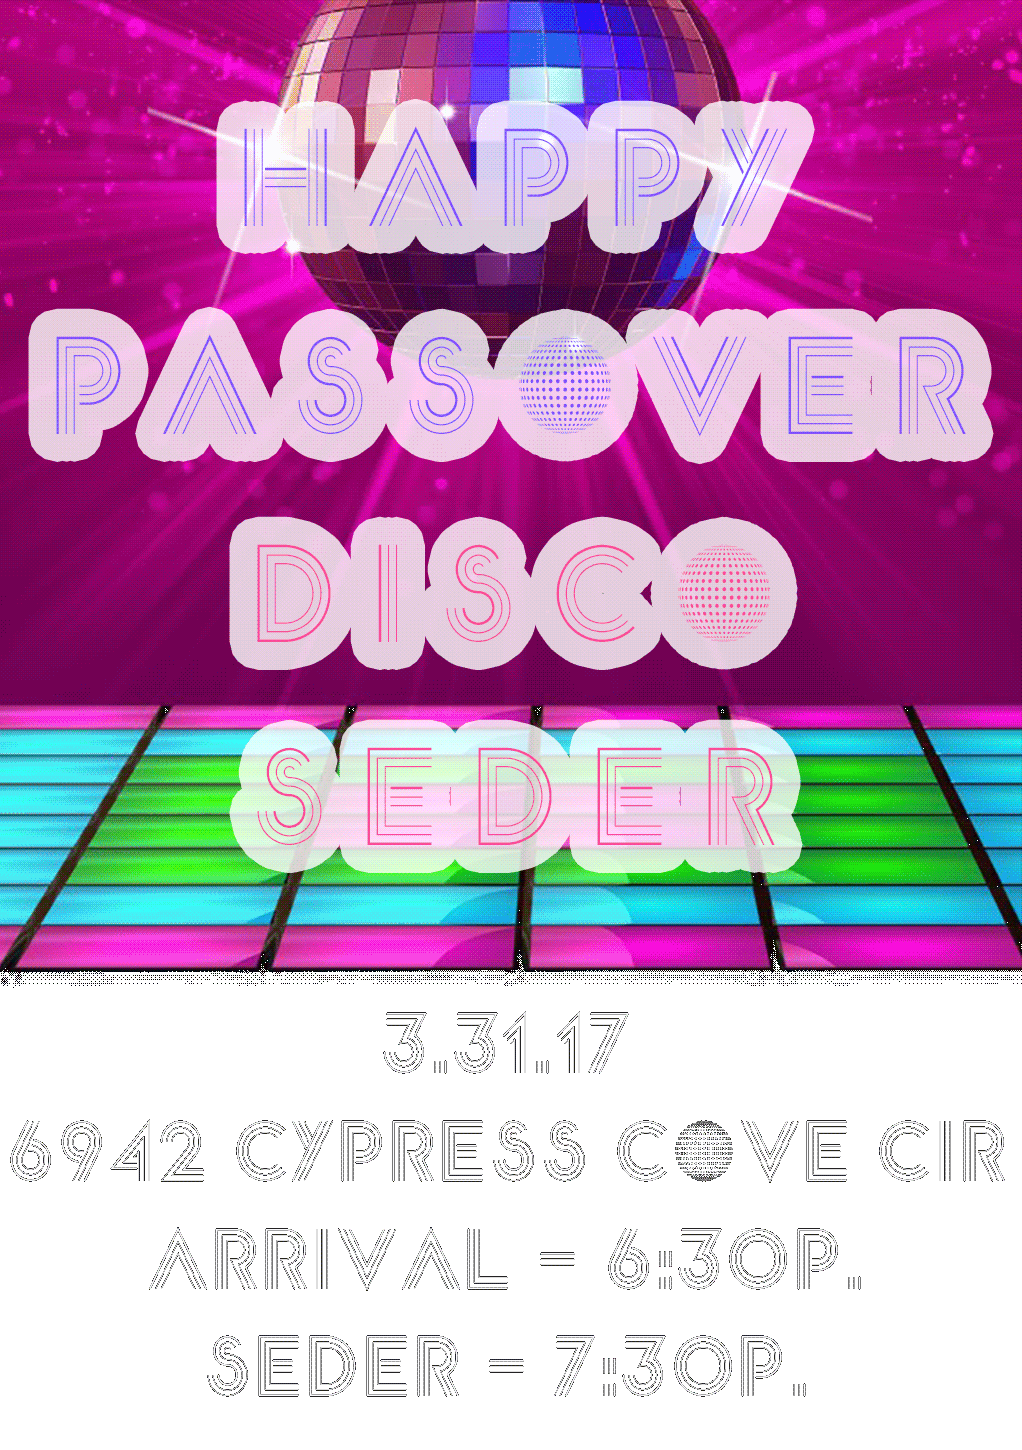 HAPPY
PASSOVER
DISCO
SEDER
3.31.17
6942 CYPRESS COVE CIR
ARRIVAL - 6:30P.
SEDER - 7:30P.